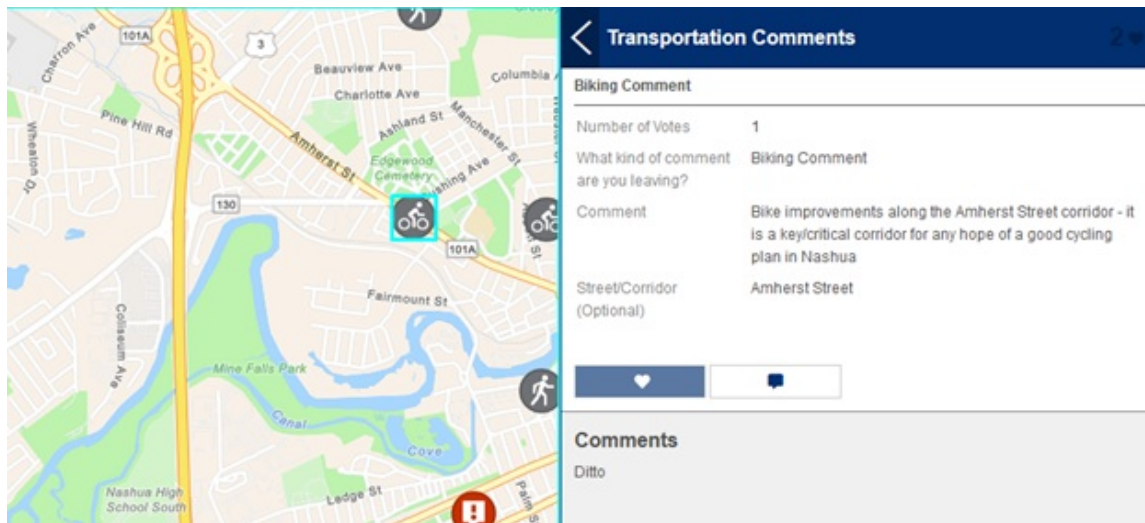 101A
Charron Ave
3
Beauview Ave
Columbia
Charlotte Ave
Pine Hill Rd
Ashland St
Manchester St
Amherst St
Edgewood
Cemetery
ushing Ave
Wheaton Dr
130
101A
Fairmount St
Coliseum Ave
Mine Falls Park
Canal
Cove
Nashua High
School South
Ledge St
Palm S
Transportation Comments
2
Biking Comment
Number of Votes 1
What kind of comment Biking Comment
are you leaving?
Comment Bike improvements along the Amherst Street corridor - it
is a key/critical corridor for any hope of a good cycling
plan in Nashua
Street/Corridor Amherst Street
(Optional)
Comments
Ditto